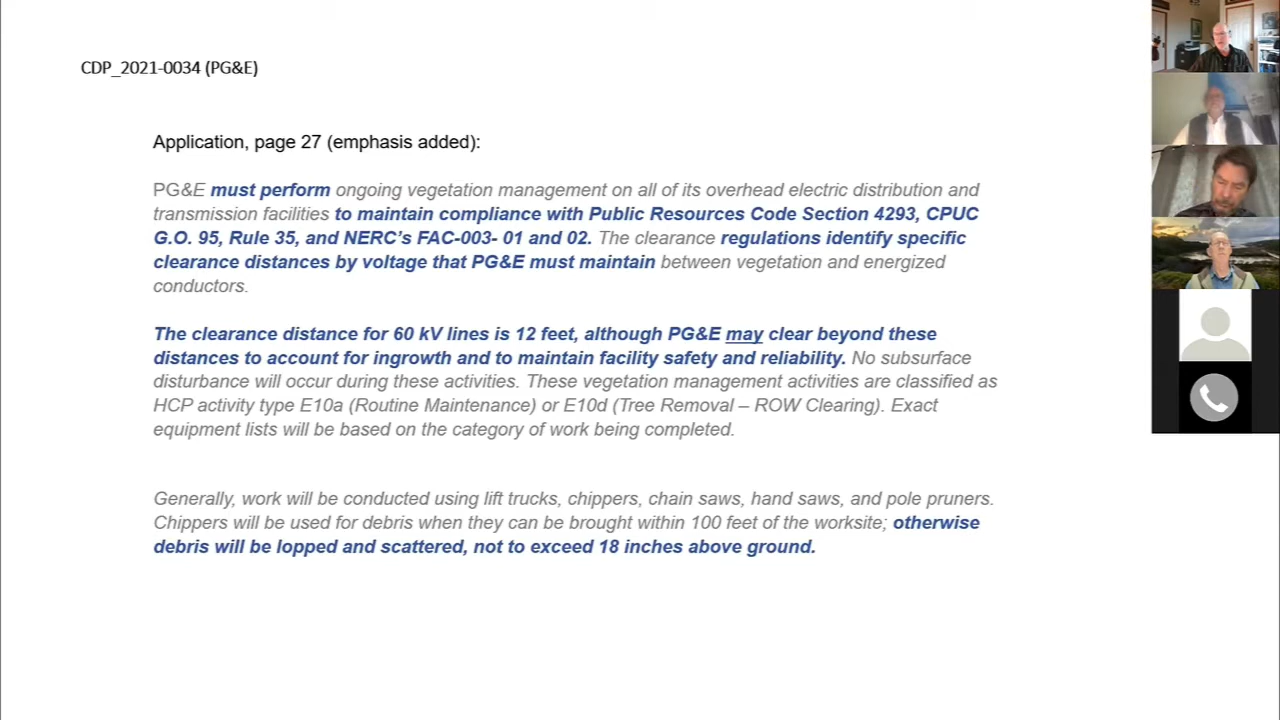 CDP_2021-0034 (PG&E)
Application, page 27 (emphasis added):
PG&E must perform ongoing vegetation management on all of its overhead electric distribution and
transmission facilities to maintain compliance with Public Resources Code Section 4293, CPUC
G.O. 95, Rule 35, and NERC's FAC-003- 01 and 02. The clearance regulations identify specific
clearance distances by voltage that PG&E must maintain between vegetation and energized
conductors.
The clearance distance for 60 kV lines is 12 feet, although PG&E may clear beyond these
distances to account for ingrowth and to maintain facility safety and reliability. No subsurface
disturbance will occur during these activities. These vegetation management activities are classified as
HCP activity type E10a (Routine Maintenance) or E10d (Tree Removal – ROW Clearing). Exact
equipment lists will be based on the category of work being completed.
Generally, work will be conducted using lift trucks, chippers, chain saws, hand saws, and pole pruners.
Chippers will be used for debris when they can be brought within 100 feet of the worksite; otherwise
debris will be lopped and scattered, not to exceed 18 inches above ground.